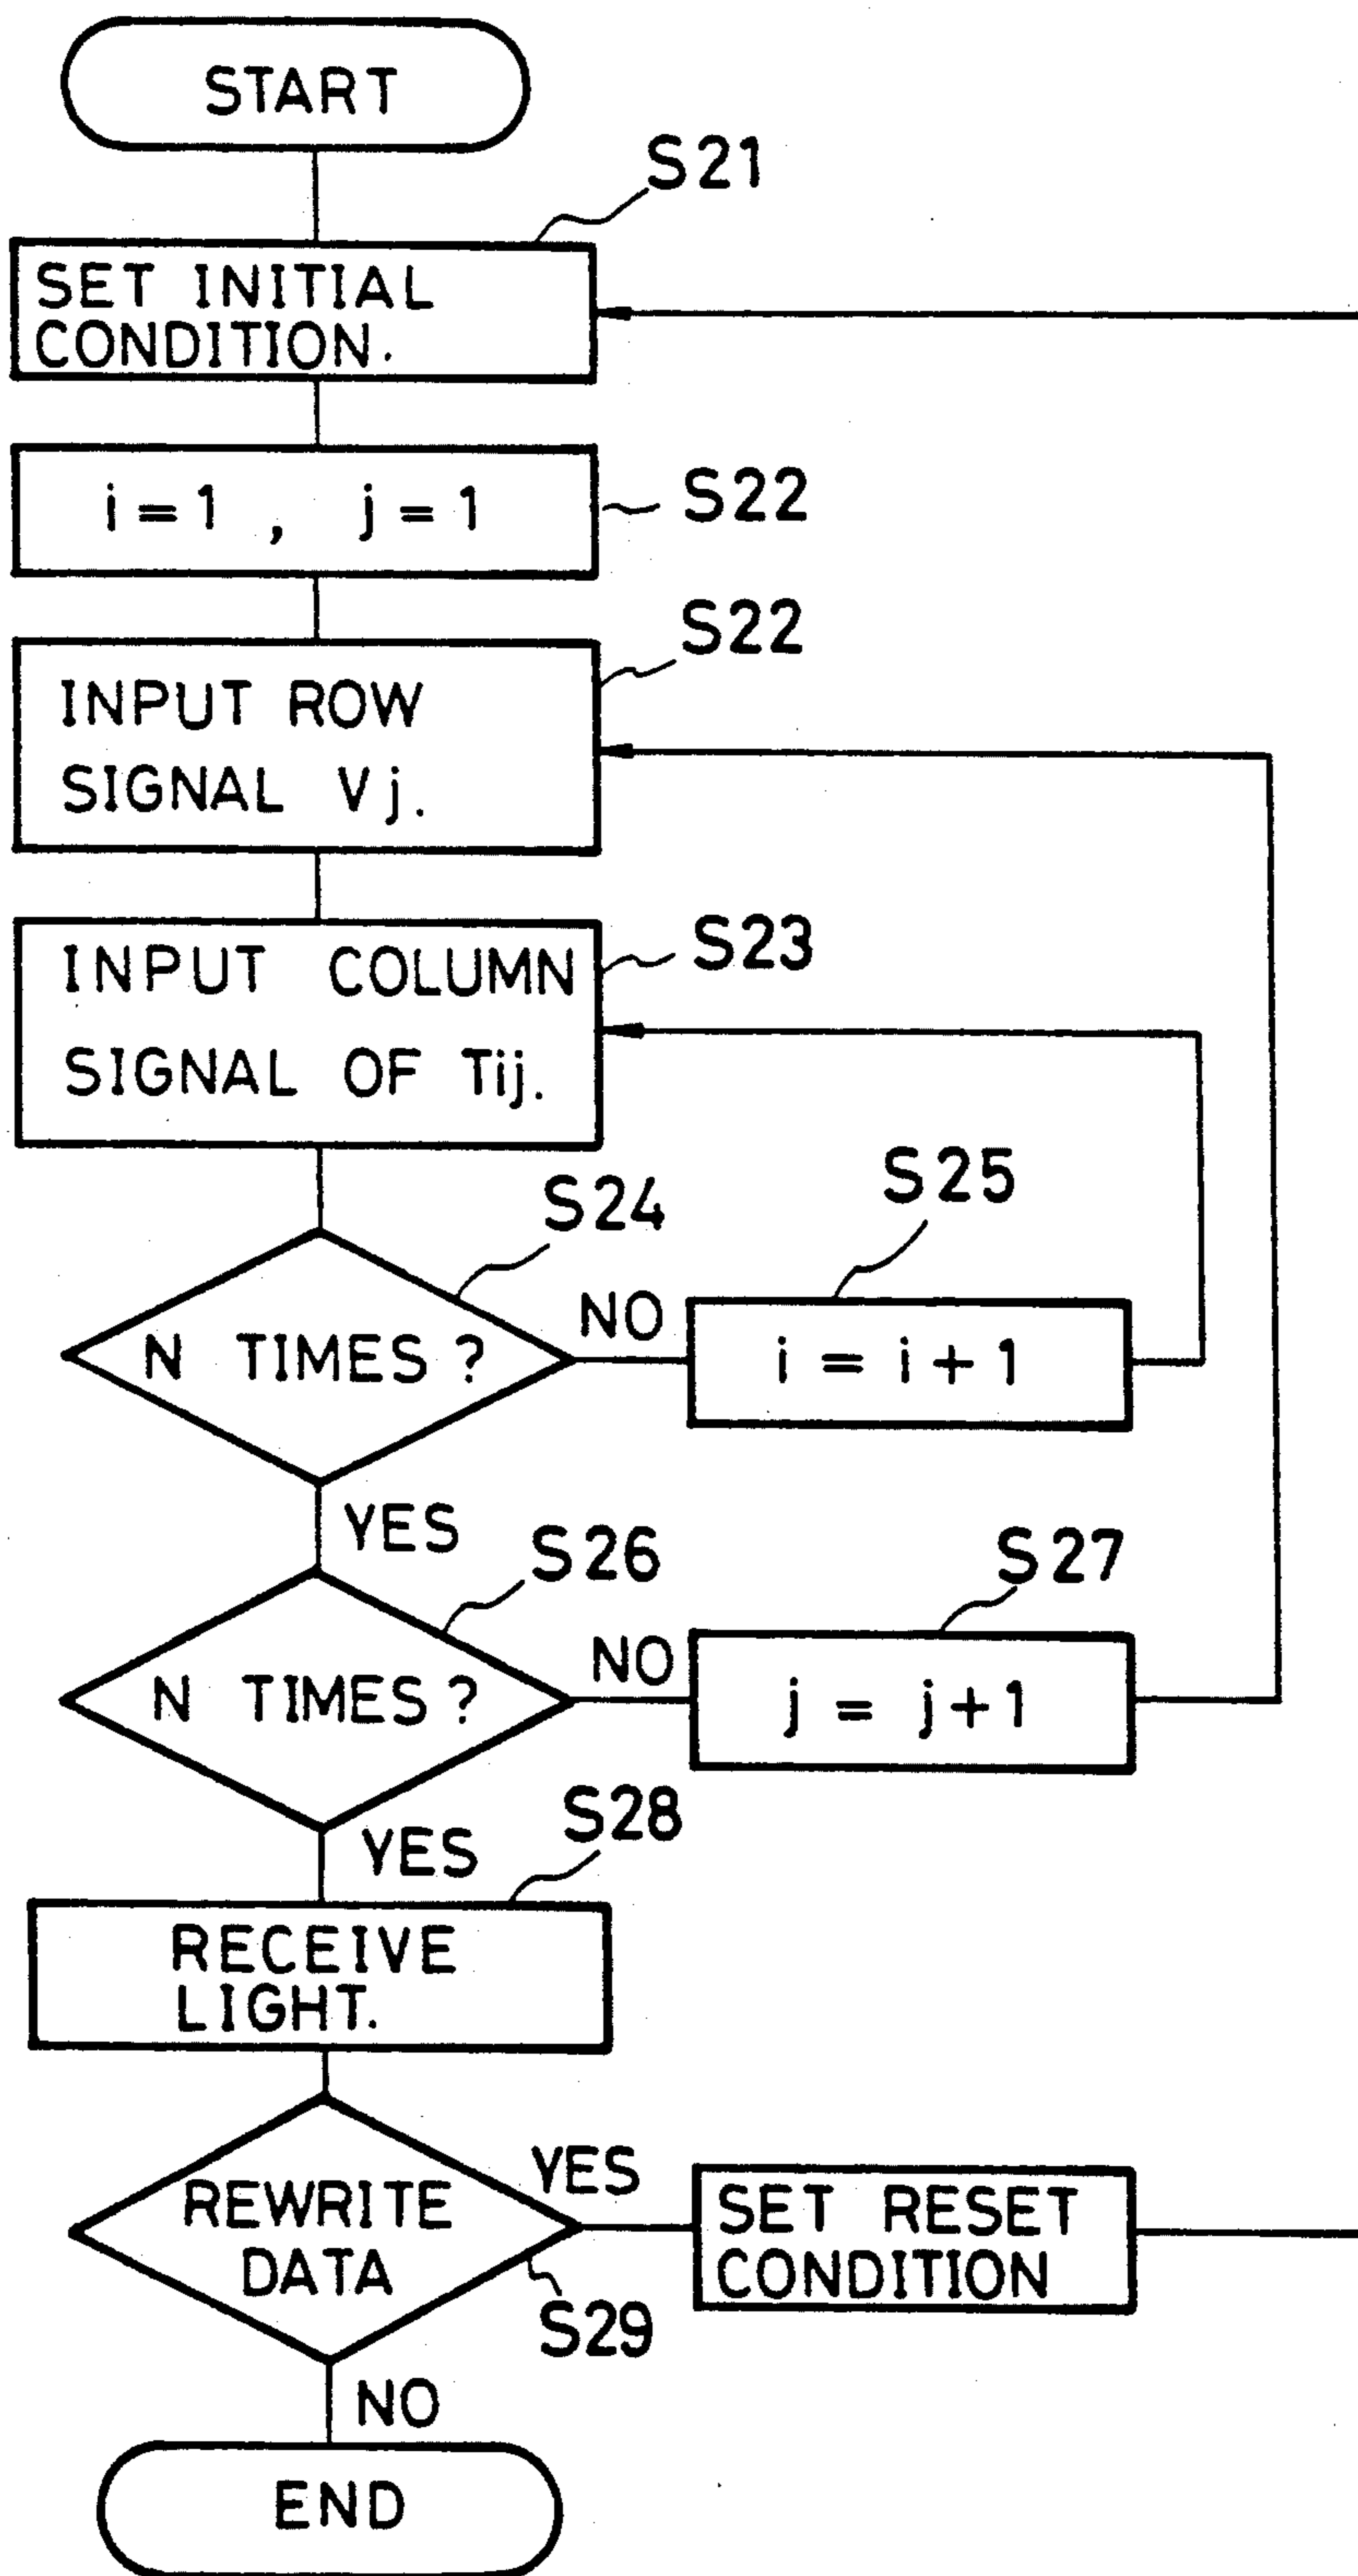 START
S21
SET INITIAL
CONDITION.
i = 1 , j = 1
S22
S22
INPUT ROW
SIGNAL Vj.
S23
INPUT COLUMN
SIGNAL OF Tij.
S24
S25
N TIMES ?
NO
i = i + 1
YES
S26
S27
N TIMES ?
NO
j = j + 1
YES
S28
RECEIVE
LIGHT.
REWRITE
DATA
YES
SET RESET
CONDITION
S29
NO
END